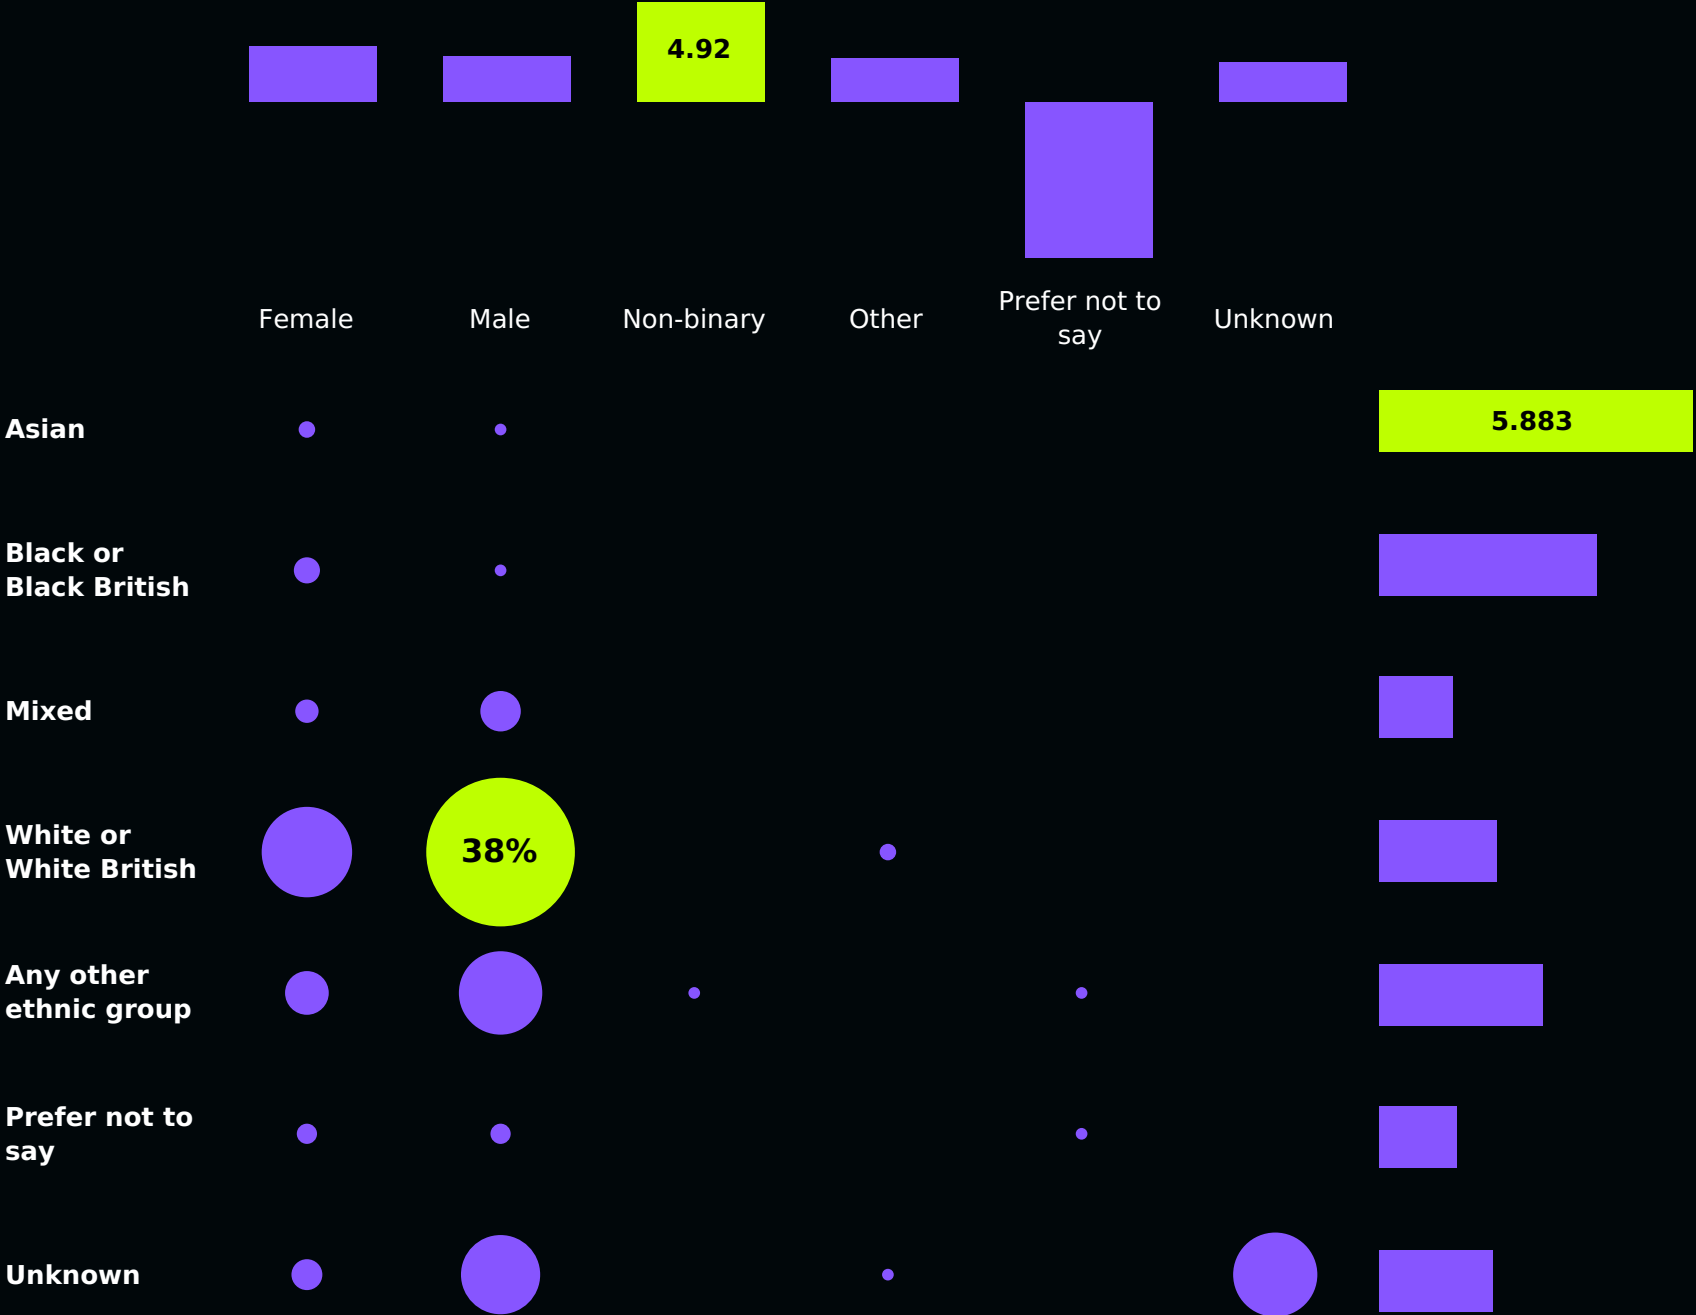 4.92
Female
Male
Non-binary
Other
Prefer not to
say
Unknown
Asian
5.883
Black or
Black British
Mixed
White or
White British
38%
Any other
ethnic group
Prefer not to
say
Unknown